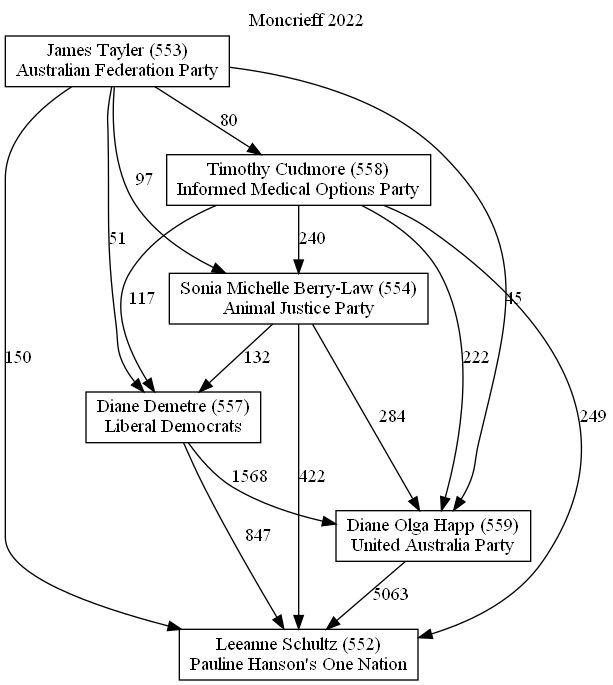 Moncrieff 2022
James Tayler (553)
Australian Federation Party
80
Timothy Cudmore (558)
Informed Medical Options Party
97
51
240
117
Sonia Michelle Berry-Law (554)
Animal Justice Party
45
150
222
132
249
284
Diane Demetre (557)
Liberal Democrats
1568
422
847
Diane Olga Happ (559)
United Australia Party
5063
Leeanne Schultz (552)
Pauline Hanson's One Nation